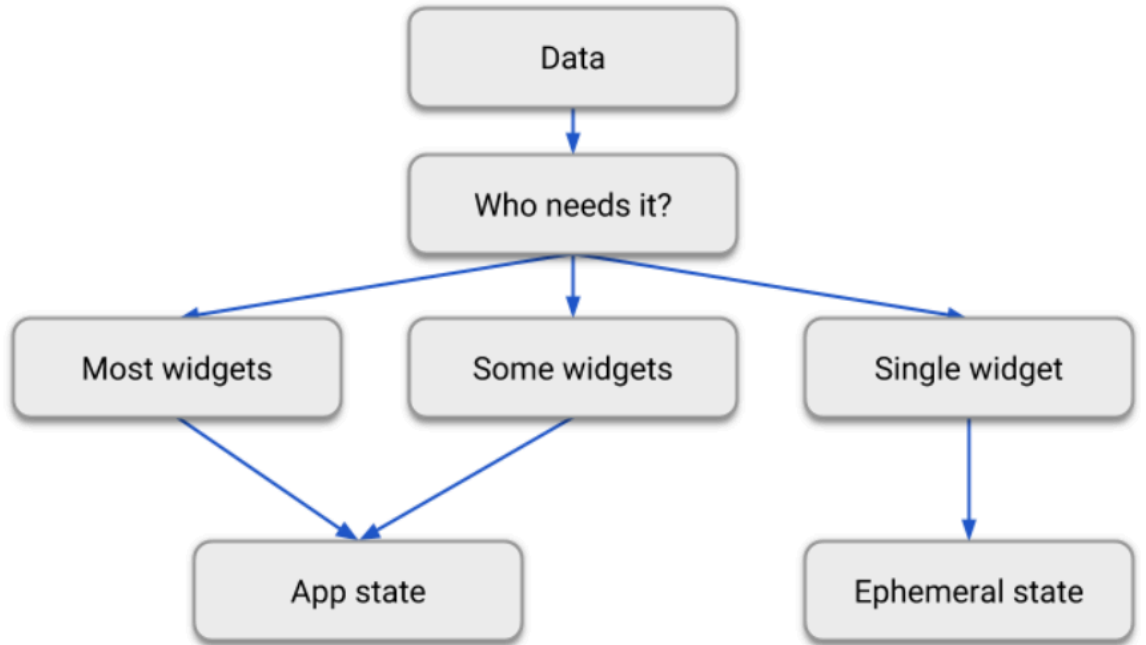 Data
Who needs it?
Most widgets
Some widgets
Single widget
App state
Ephemeral state